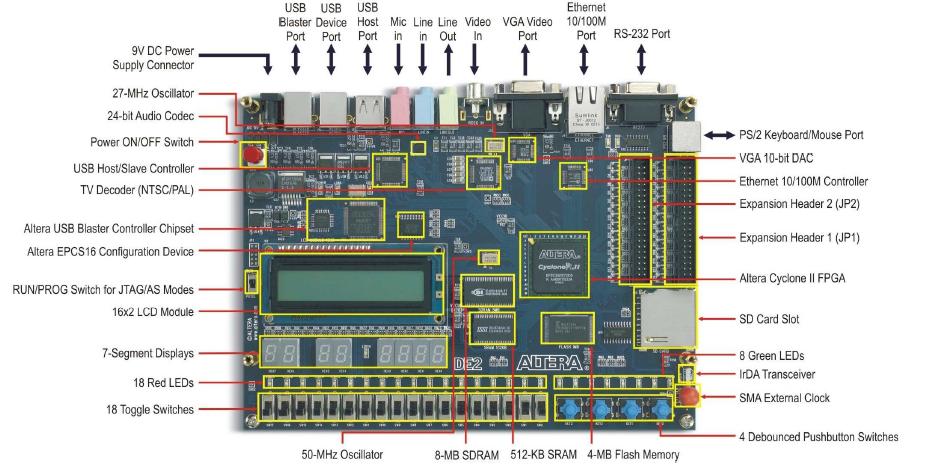 USB Blaster Port
USB Device Port
USB Host Port
Mic in
Line in
Line Out
Video In
VGA Video Port
Ethernet 10/100M Port
RS-232 Port
9V DC Power Supply Connector
27-MHz Oscillator
24-bit Audio Codec
Power ON/OFF Switch
USB Host/Slave Controller
TV Decoder (NTSC/PAL)
Altera USB Blaster Controller Chipset
Altera EPCS16 Configuration Device
RUN/PROG Switch for JTAG/AS Modes
16x2 LCD Module
7-Segment Displays
18 Red LEDs
18 Toggle Switches
PS/2 Keyboard/Mouse Port
VGA 10-bit DAC
Ethernet 10/100M Controller
Expansion Header 2 (JP2)
Expansion Header 1 (JP1)
Altera Cyclone II FPGA
SD Card Slot
8 Green LEDs
IrDA Transceiver
SMA External Clock
4 Debounced Pushbutton Switches
50-MHz Oscillator
8-MB SDRAM
512-KB SRAM
4-MB Flash Memory
ALTERA
Cyclone II
DE2
ALTERA